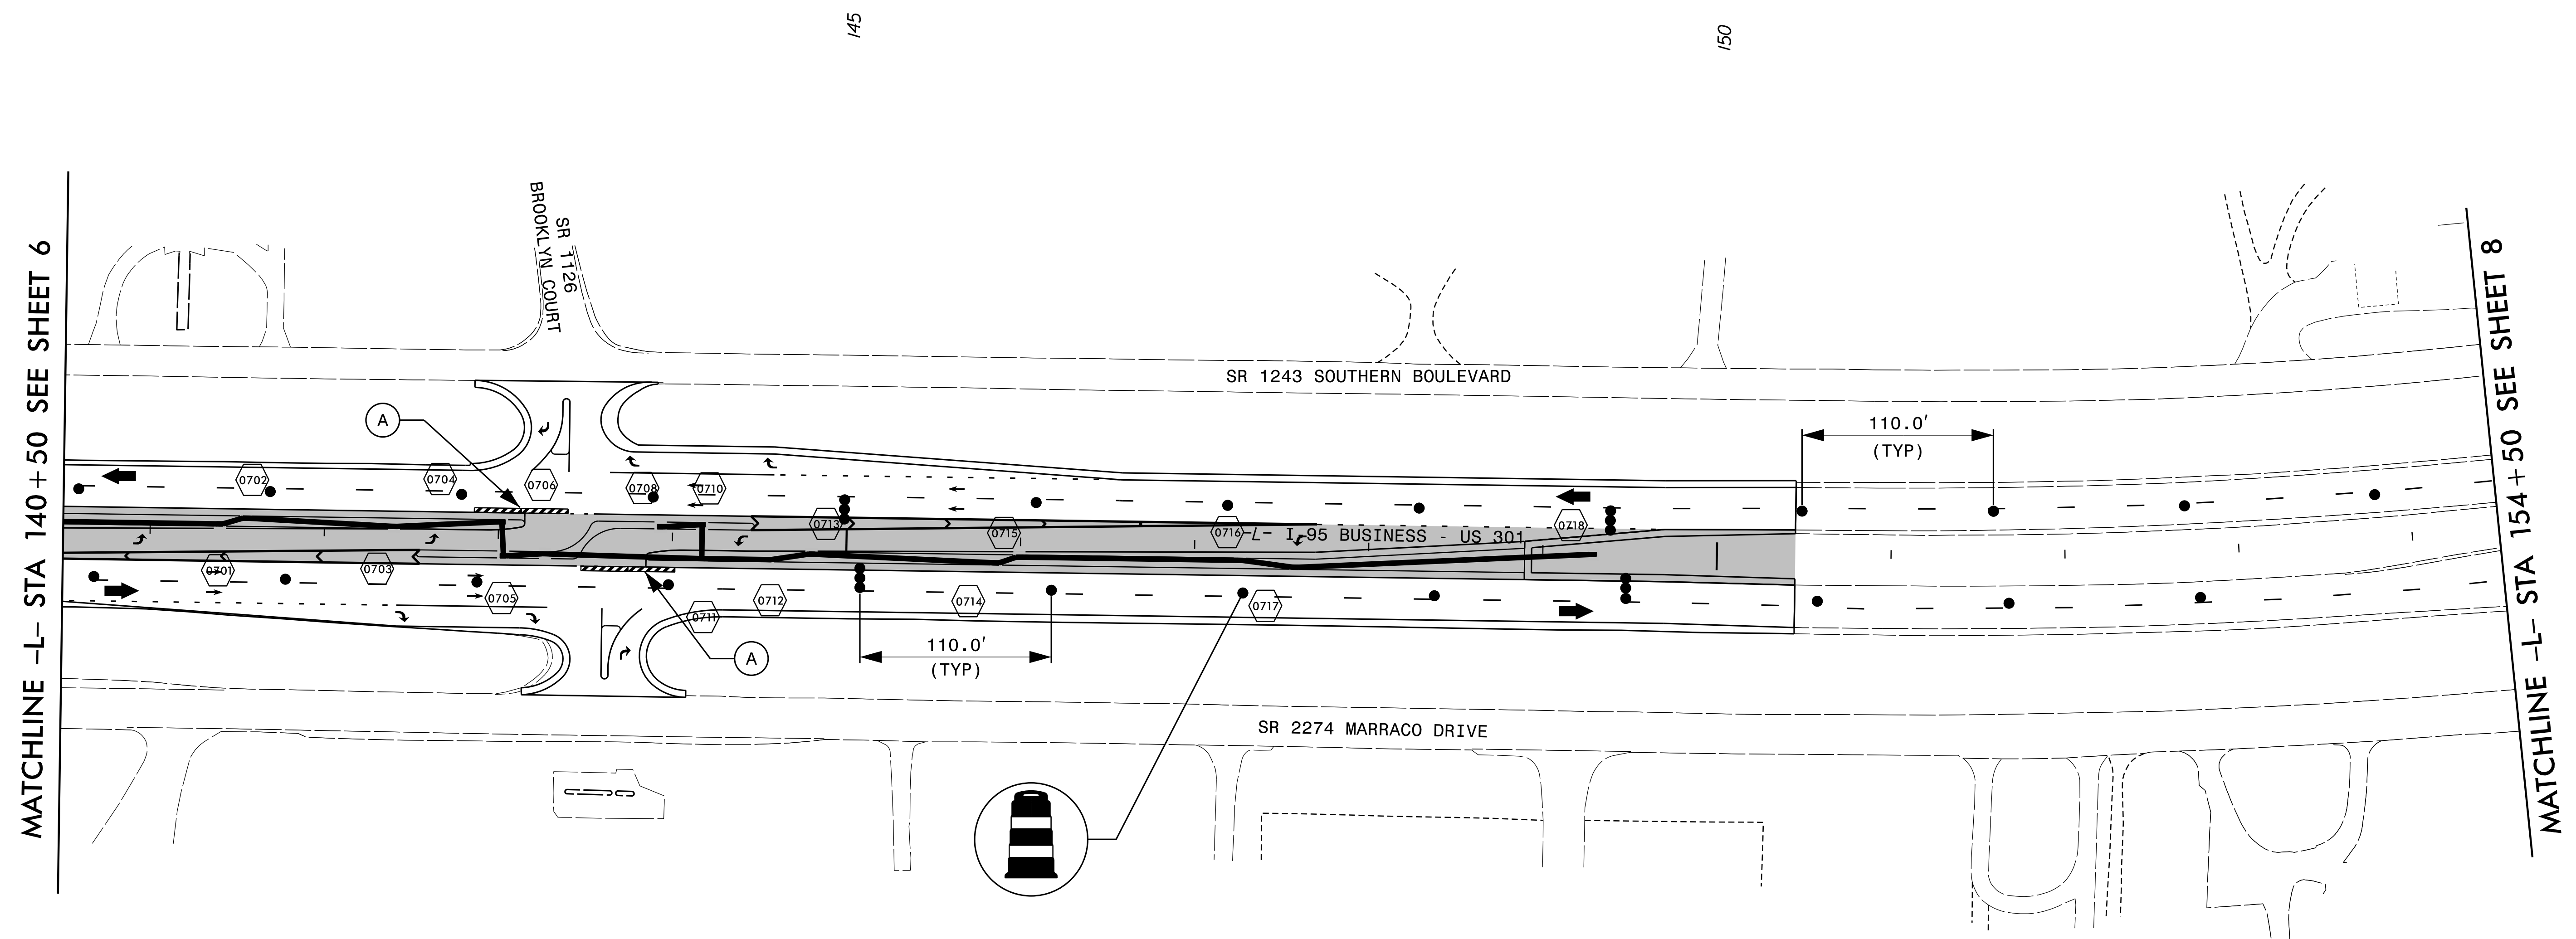 145
150
MATCHLINE -L- STA 140+50 SEE SHEET 6
SR 1126
BROOKLYN COURT
MATCHLINE -L- STA 154+50 SEE SHEET 8
SR 1243 SOUTHERN BOULEVARD
A
110.0'
(TYP)
0702
0704
0706
0708
0710
0713
0715
0716
-L- I-95 BUSINESS - US 301
0718
0701
0703
0705
0711
0712
0714
0717
A
110.0'
(TYP)
SR 2274 MARRACO DRIVE